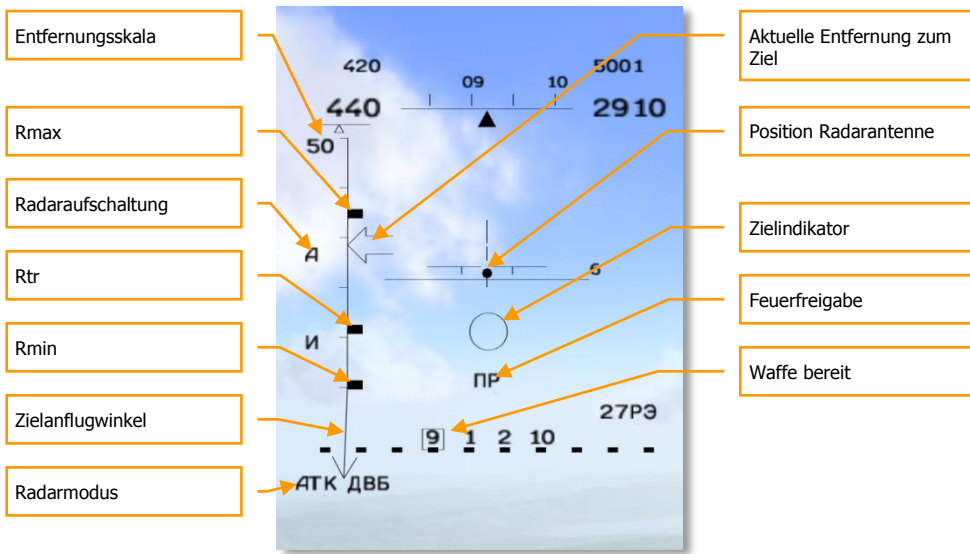 Entfernungsskala
Rmax
Radaraufschaltung
Rtr
Rmin
Zielanflugwinkel
Radarmodus
420
5001
09 10
440
2910
50
А
6
И
ПР
27РЭ
9 1 2 10
АТК ДВБ
Aktuelle Entfernung zum
Ziel
Position Radarantenne
Zielindikator
Feuerfreigabe
Waffe bereit